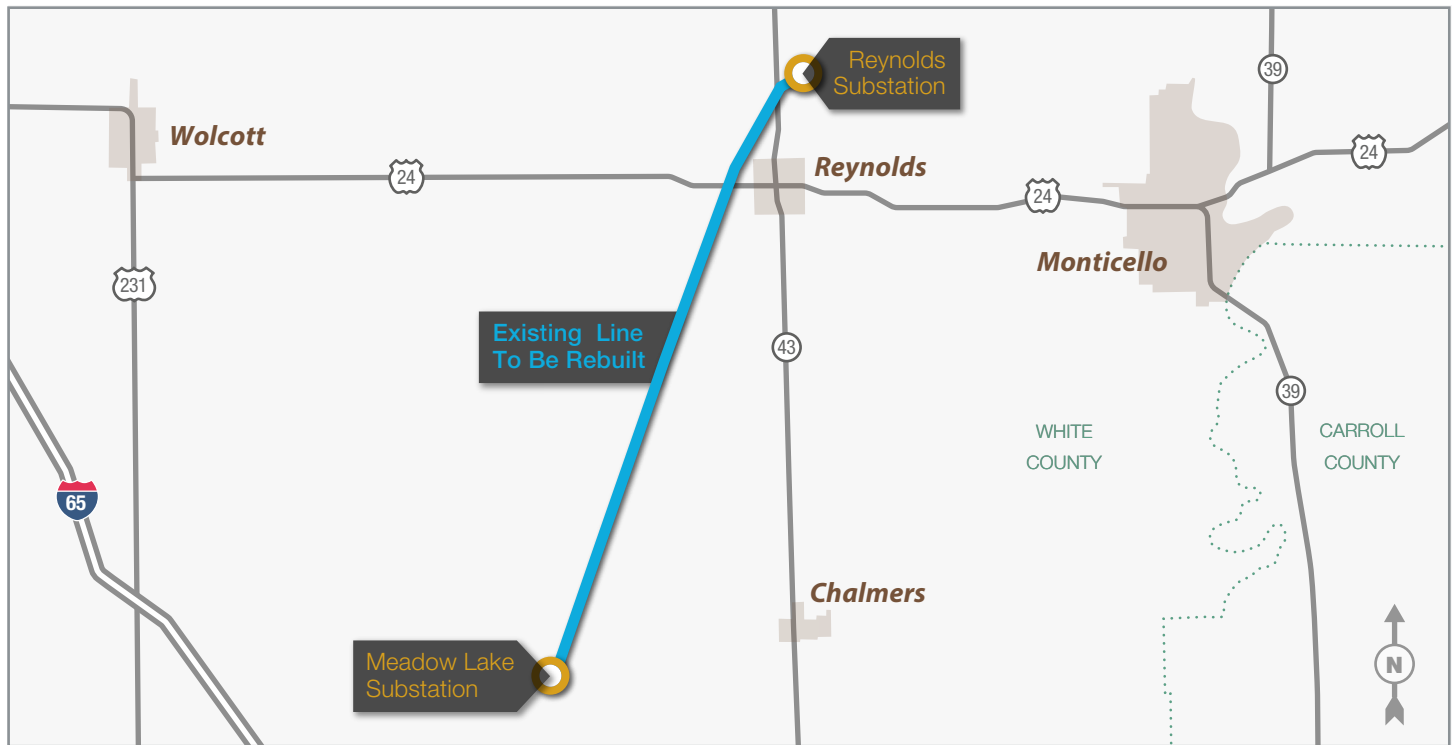 Reynolds
Substation
39
Wolcott
24
Reynolds
24
24
Monticello
231
Existing Line
To Be Rebuilt
43
39
WHITE
COUNTY
CARROLL
COUNTY
65
Chalmers
Meadow Lake
Substation
N